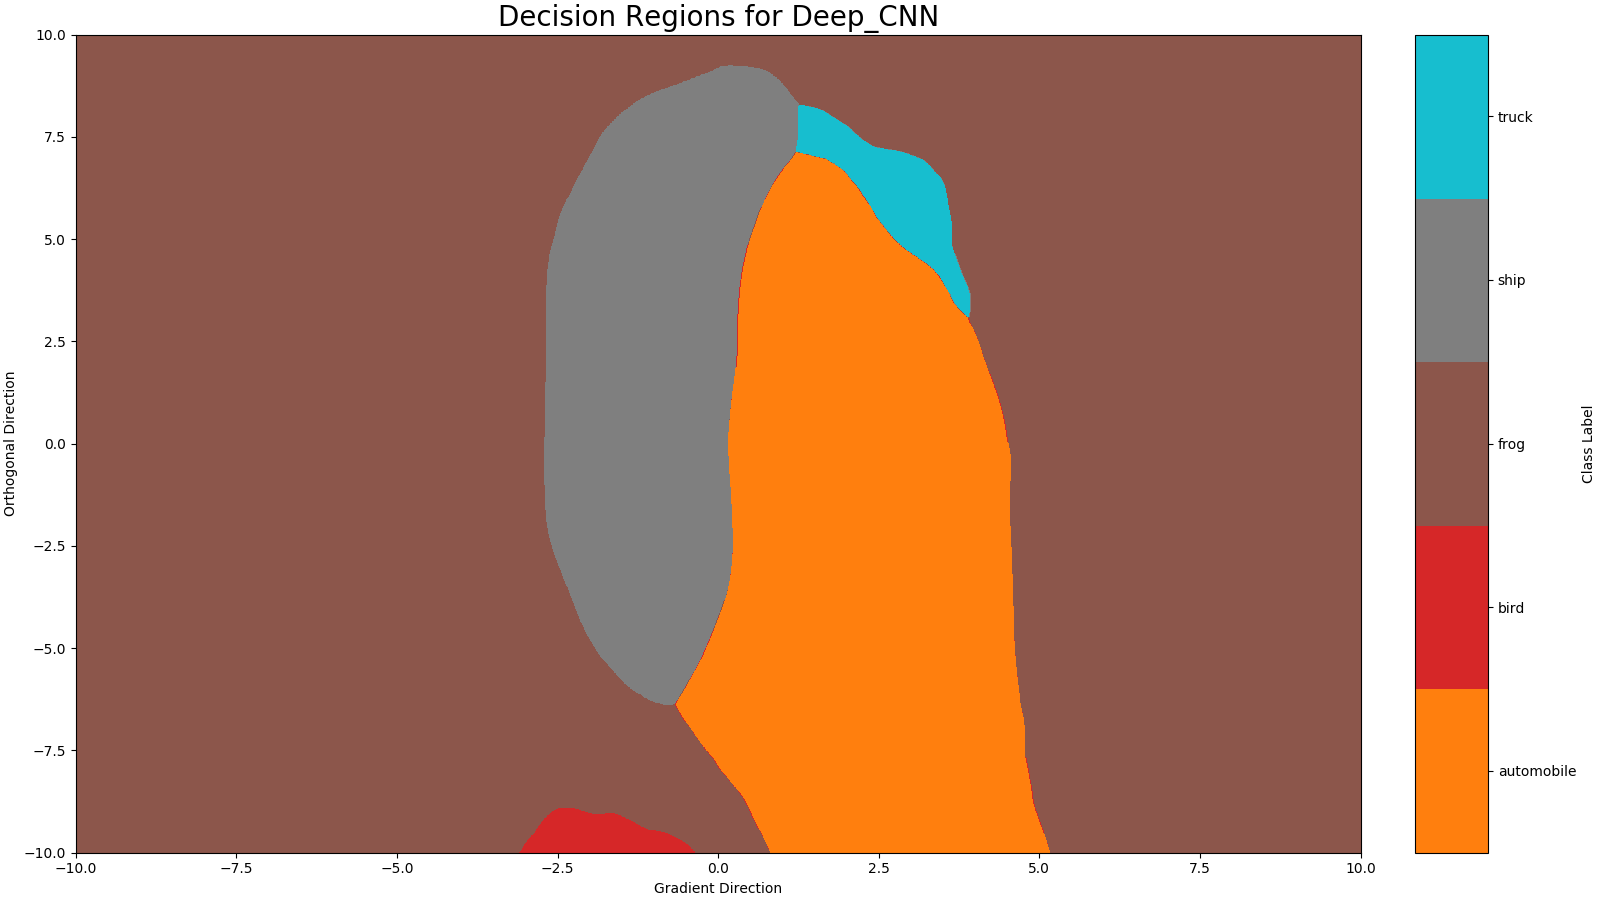 Decision Regions for Deep_CNN
10.0
7.5
5.0
2.5
0.0
−2.5
−5.0
−7.5
−10.0
Orthogonal Direction
−10.0
−7.5
−5.0
−2.5
0.0
2.5
5.0
7.5
10.0
Gradient Direction
truck
ship
frog
bird
automobile
Class Label